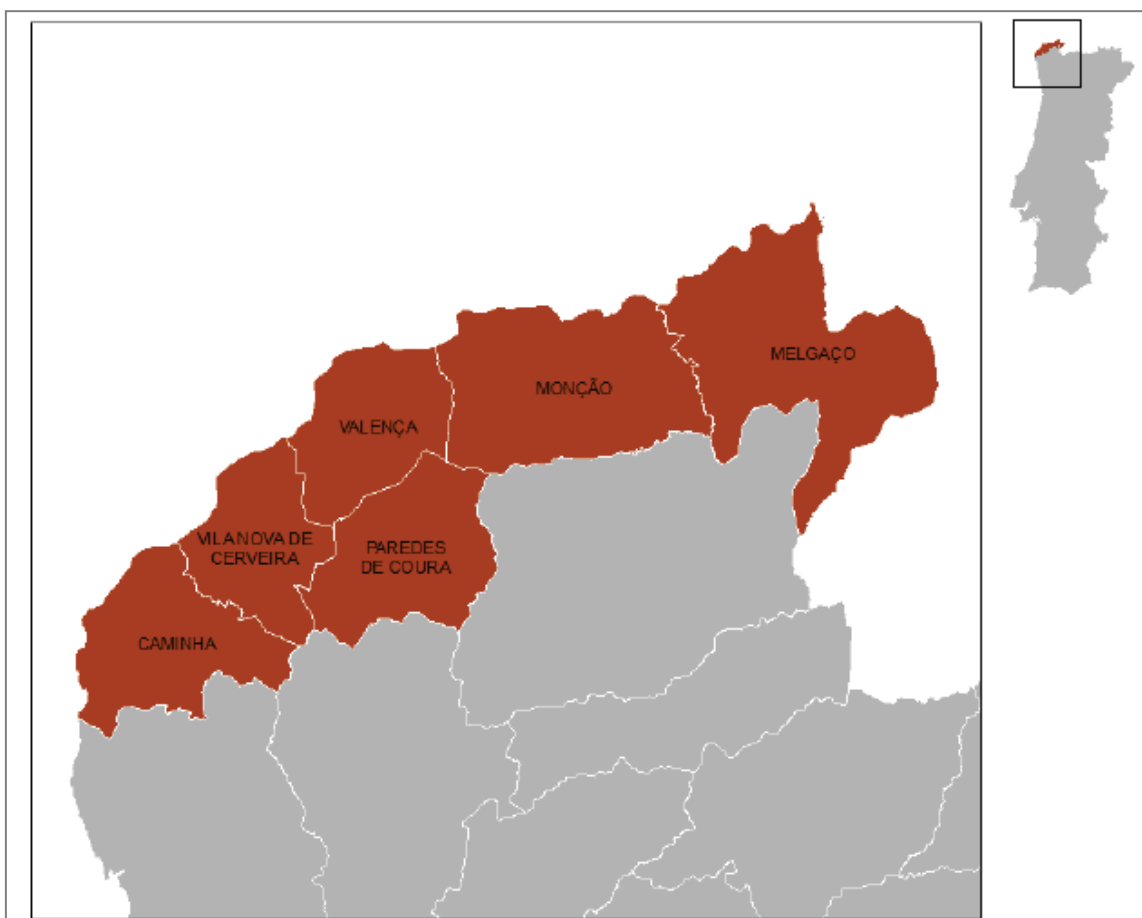 MELGAÇO
MONÇÃO
VALENÇA
VILA NOVA DE
CERVEIRA
PAREDES
DE COURA
CAMINHA